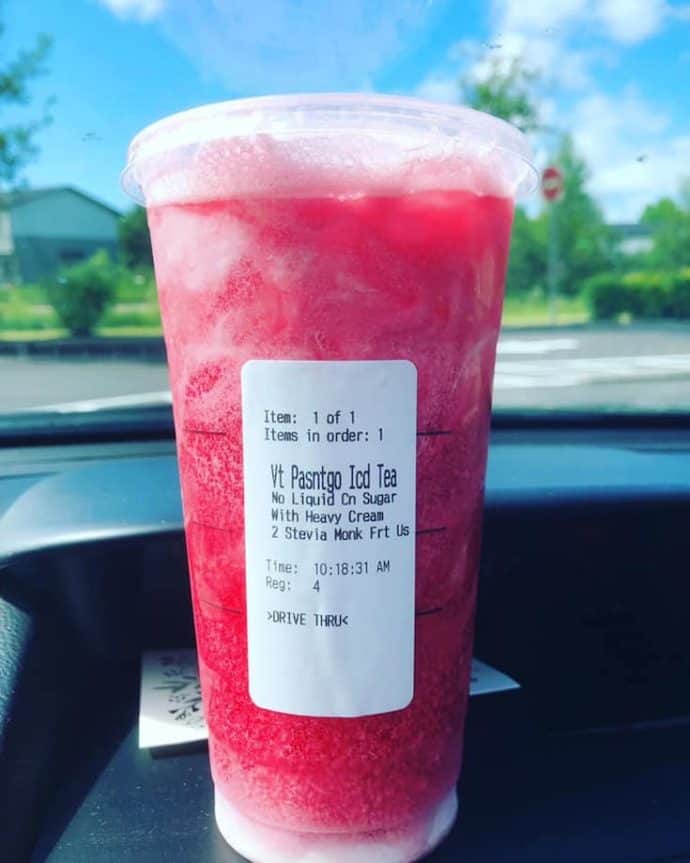 Item: 1 of 1
Items in order: 1
Vt Pasntgo Icd Tea
No Liquid Cn Sugar
With Heavy Cream
2 Stevia Monk Frt Us
Time: 10:18:31 AM
Reg: 4
>DRIVE THRU<